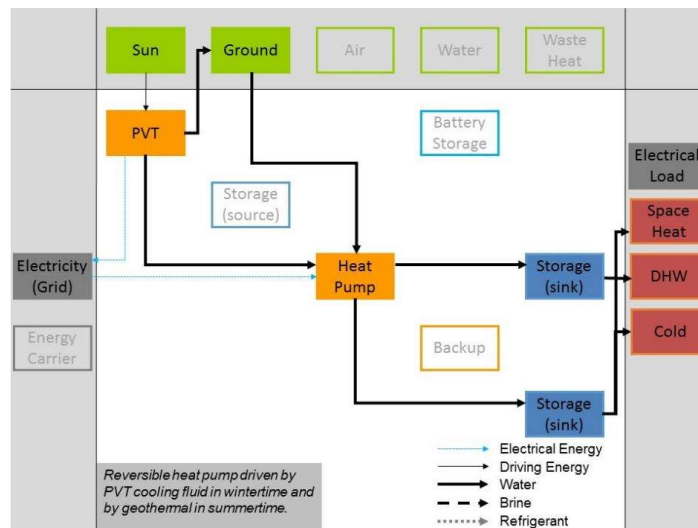 Sun
Ground
Air
Water
Waste
Heat
PVT
Battery
Storage
Electrical
Load
Storage
(source)
Space
Heat
Electricity
(Grid)
Heat
Pump
Storage
(sink)
DHW
Energy
Carrier
Backup
Cold
Storage
(sink)
Electrical Energy
Driving Energy
Water
Brine
Refrigerant
Reversible heat pump driven by
PVT cooling fluid in wintertime and
by geothermal in summertime.